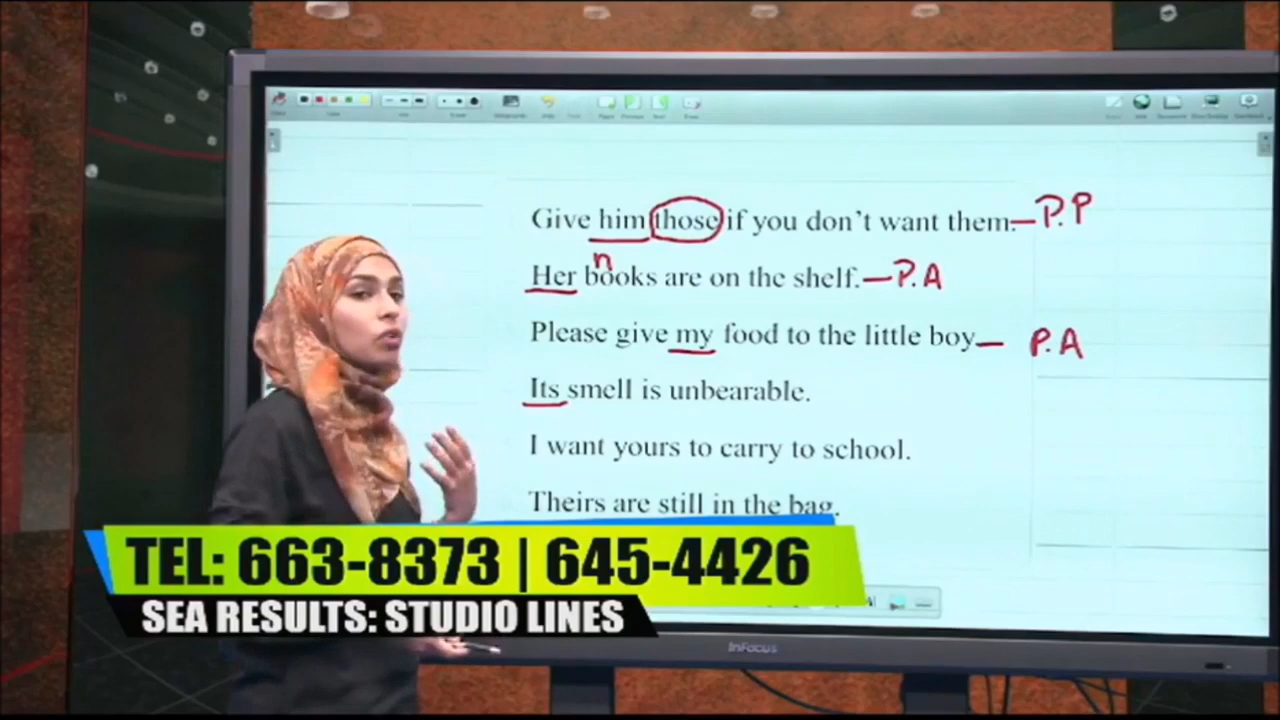 Give him those if you don't want them. — P.P
n
Her books are on the shelf. — P.A
Please give my food to the little boy — P.A
Its smell is unbearable.
I want yours to carry to school.
Theirs are still in the bag.
TEL: 663-8373 | 645-4426
SEA RESULTS: STUDIO LINES
InFocus